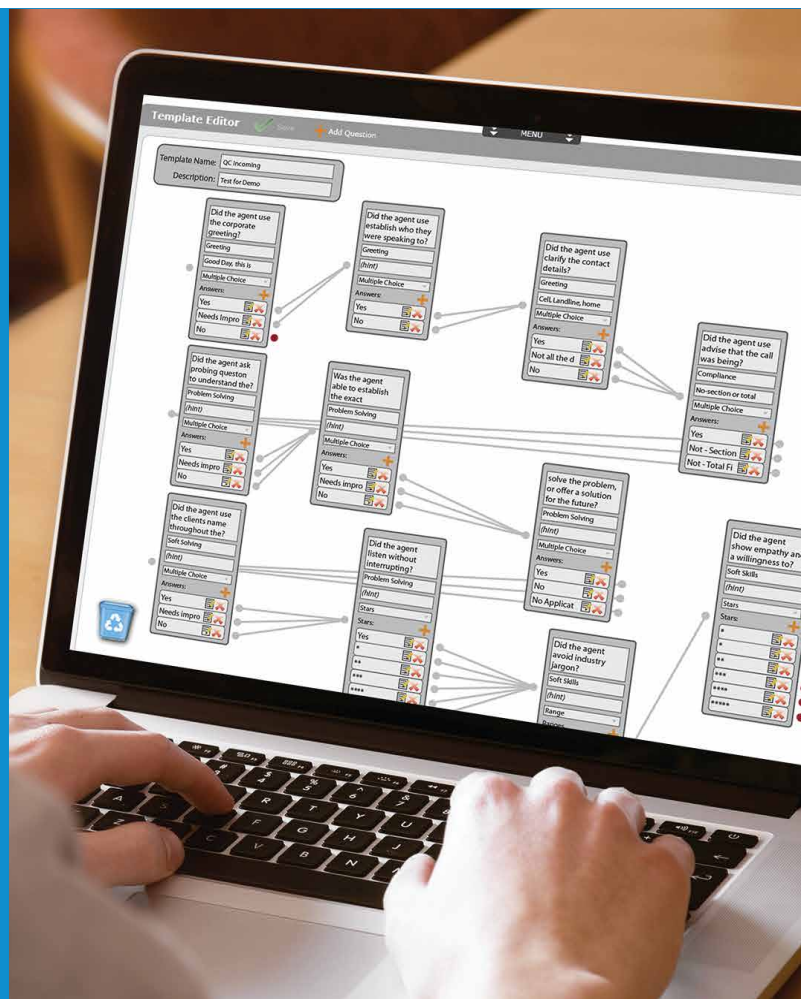 Template Editor
Save
Add Question
MENU
Template Name:
QC Incoming
Description:
Test for Demo
Did the agent use
the corporate
greeting?
Greeting
Good Day, this is
Multiple Choice
Answers:
Yes
Needs Impro
No
Did the agent use
establish who they
were speaking to?
Greeting
(hint)
Multiple Choice
Answers:
Yes
No
Did the agent use
clarify the contact
details?
Greeting
Cell, Landline, home
Multiple Choice
Answers:
Yes
Not all the d
No
Did the agent use
advise that the call
was being?
Compliance
No-section or total
Multiple Choice
Answers:
Yes
Not - Section
Not - Total Fi
Did the agent ask
probing queston
to understand the?
Problem Solving
(hint)
Multiple Choice
Answers:
Yes
Needs impro
No
Was the agent
able to establish
the exact
Problem Solving
(hint)
Multiple Choice
Answers:
Yes
Needs impro
No
solve the problem,
or offer a solution
for the future?
Problem Solving
(hint)
Multiple Choice
Answers:
Yes
No
No Applicat
Did the agent use
the clients name
throughout the?
Soft Solving
(hint)
Multiple Choice
Answers:
Yes
Needs impro
No
Did the agent
listen without
interrupting?
Problem Solving
(hint)
Stars
Stars:
Yes
*
**
***
****
Did the agent
avoid industry
jargon?
Soft Skills
(hint)
Range
Ranges
Did the agent
show empathy an
a willingness to?
Soft Skills
(hint)
Stars
Stars:
*
*
**
***
****
*****
A
S
Z
X
C
V
B
N
D
F
G
H
J
R
T
Y
U
4
5
6